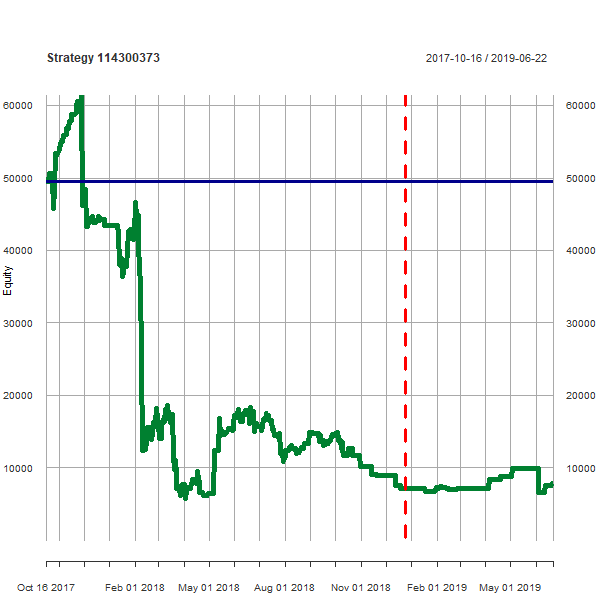 Strategy 114300373
2017-10-16 / 2019-06-22
60000
60000
50000
50000
40000
40000
Equity
30000
30000
20000
20000
10000
10000
Oct 16 2017
Feb 01 2018
May 01 2018
Aug 01 2018
Nov 01 2018
Feb 01 2019
May 01 2019